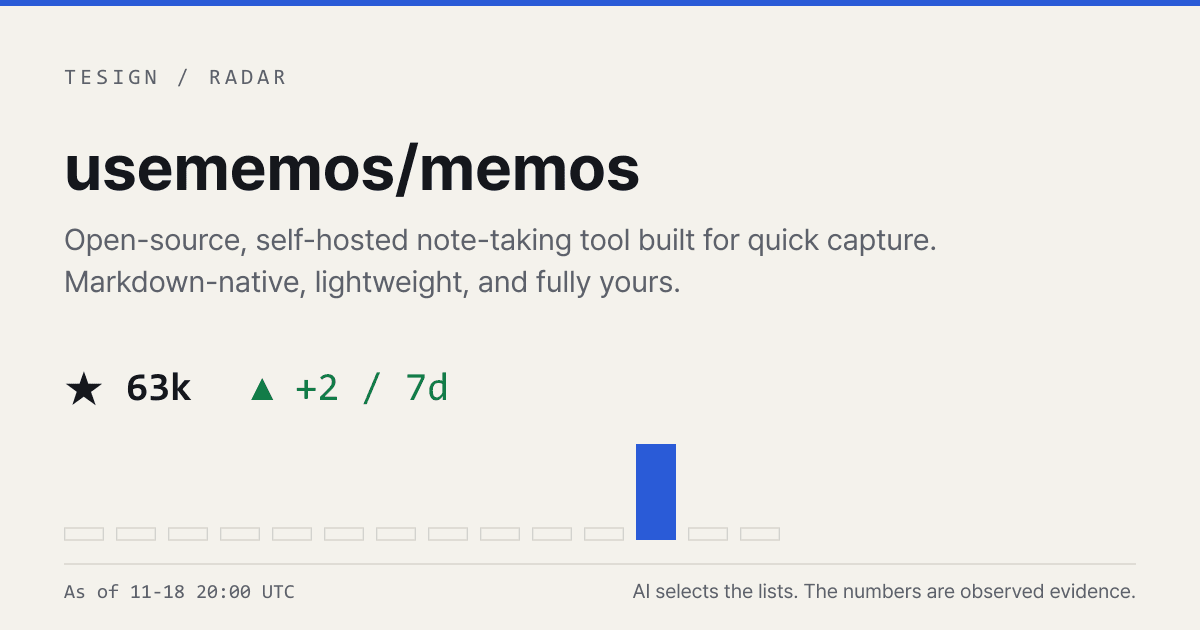 TESIGN / RADAR
usememos/memos
Open-source, self-hosted note-taking tool built for quick capture.
Markdown-native, lightweight, and fully yours.
★ 63k ▲ +2 / 7d
As of 11-18 20:00 UTC
AI selects the lists. The numbers are observed evidence.